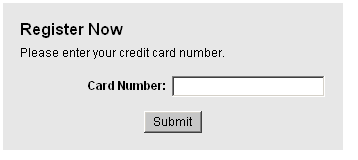 Register Now
Please enter your credit card number.
Card Number:
Submit